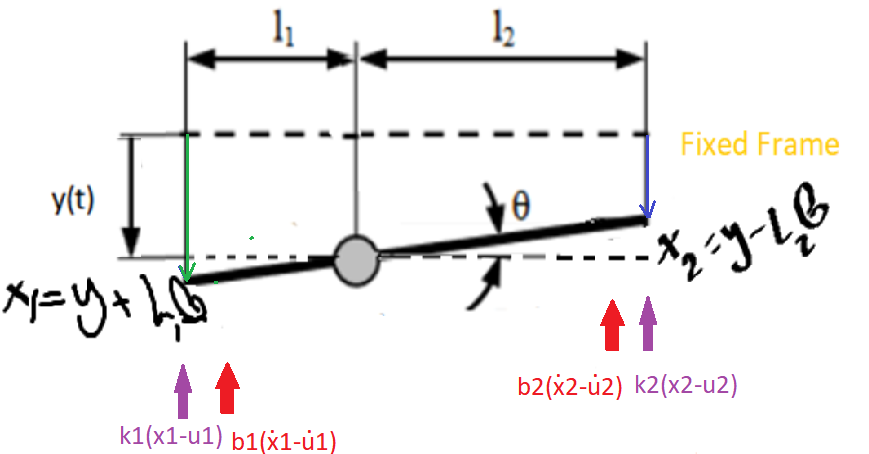 l₁ l₂
Fixed Frame
y(t)
θ
x₂=y-L₂θ
x₁=y+L₁θ
b2(ẋ2-u̇2) k2(x2-u2)
k1(x1-u1) b1(ẋ1-u̇1)